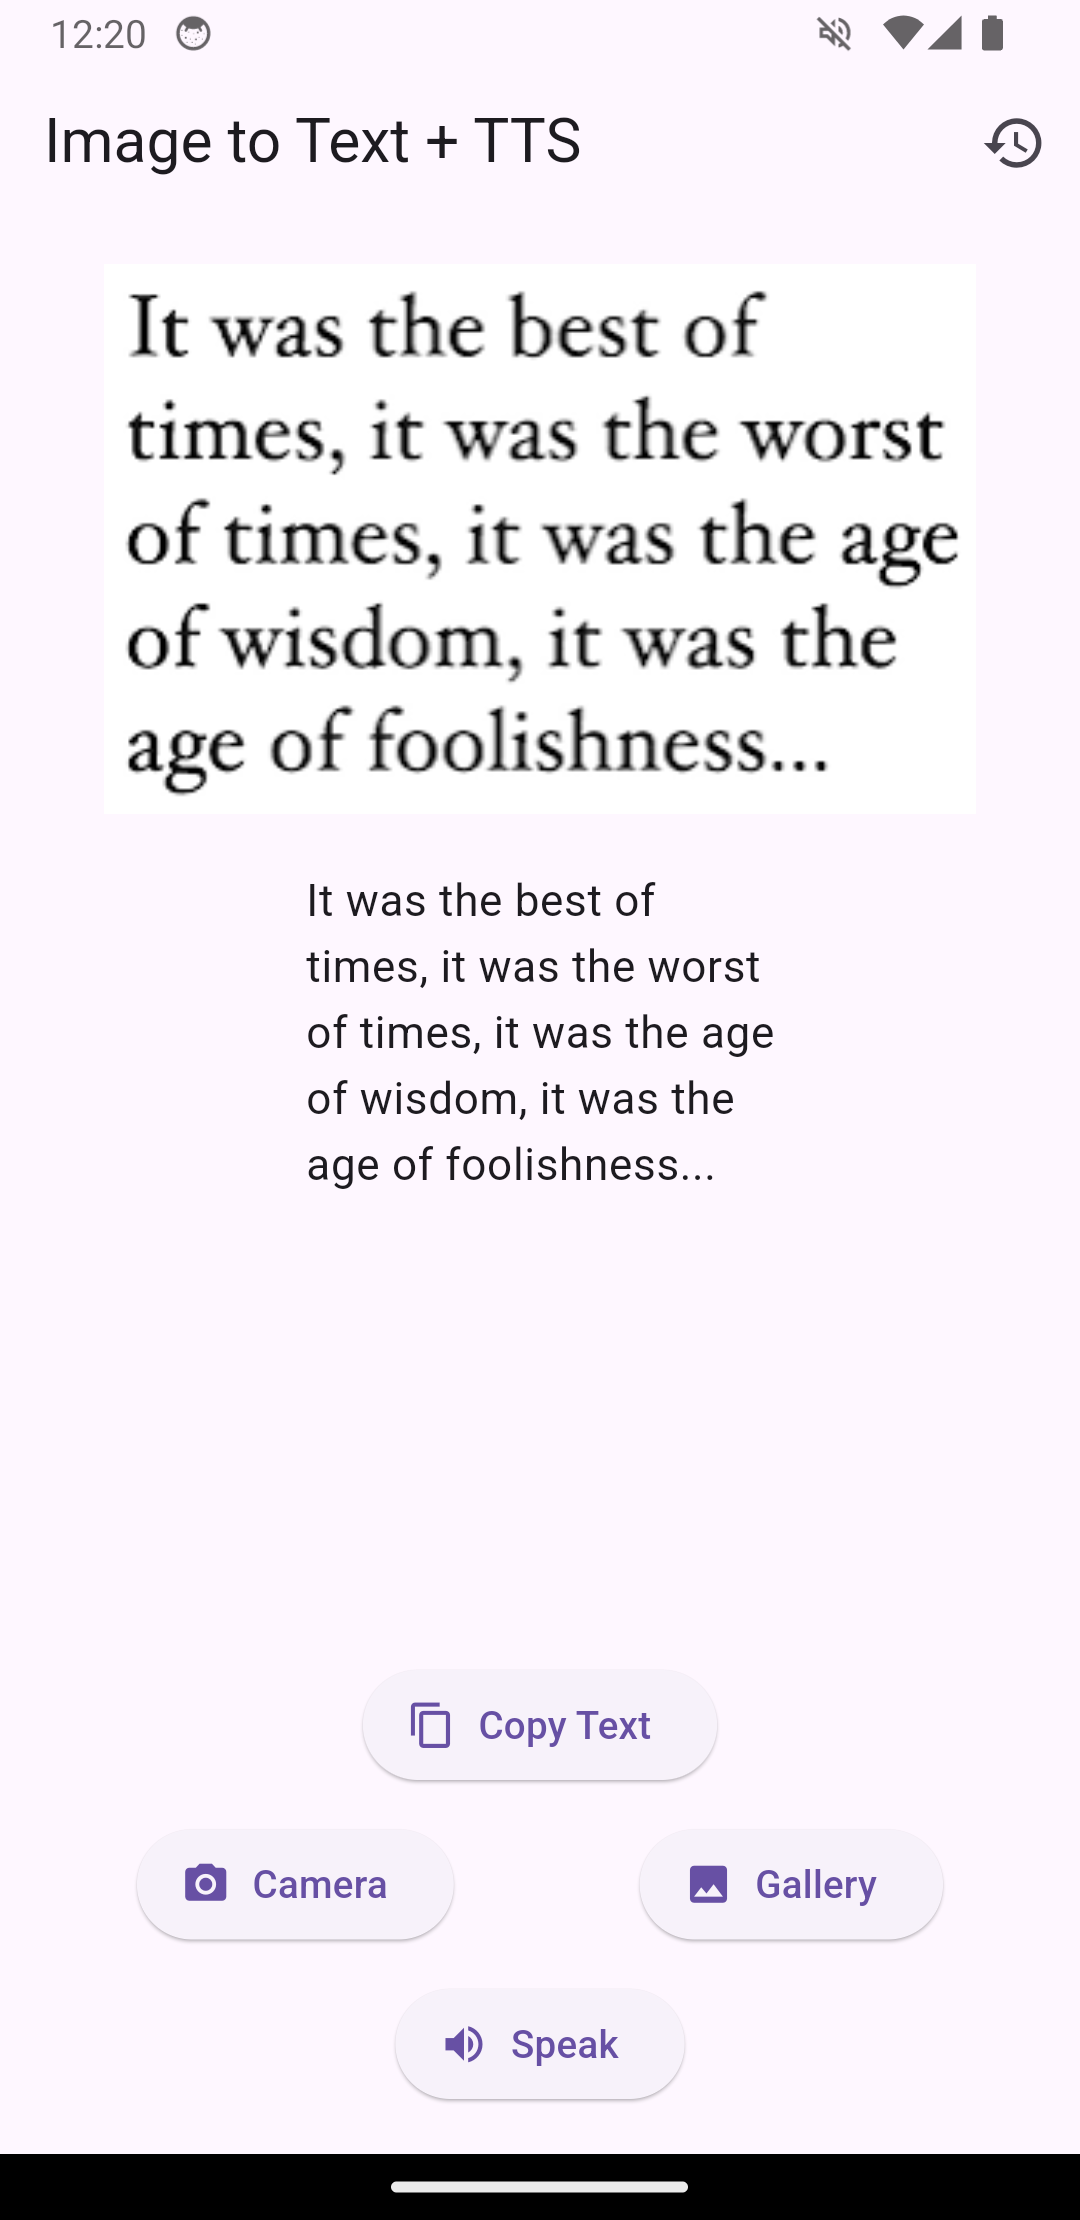 12:20
Image to Text + TTS
It was the best of
times, it was the worst
of times, it was the age
of wisdom, it was the
age of foolishness...
It was the best of
times, it was the worst
of times, it was the age
of wisdom, it was the
age of foolishness...
Copy Text
Camera
Gallery
Speak